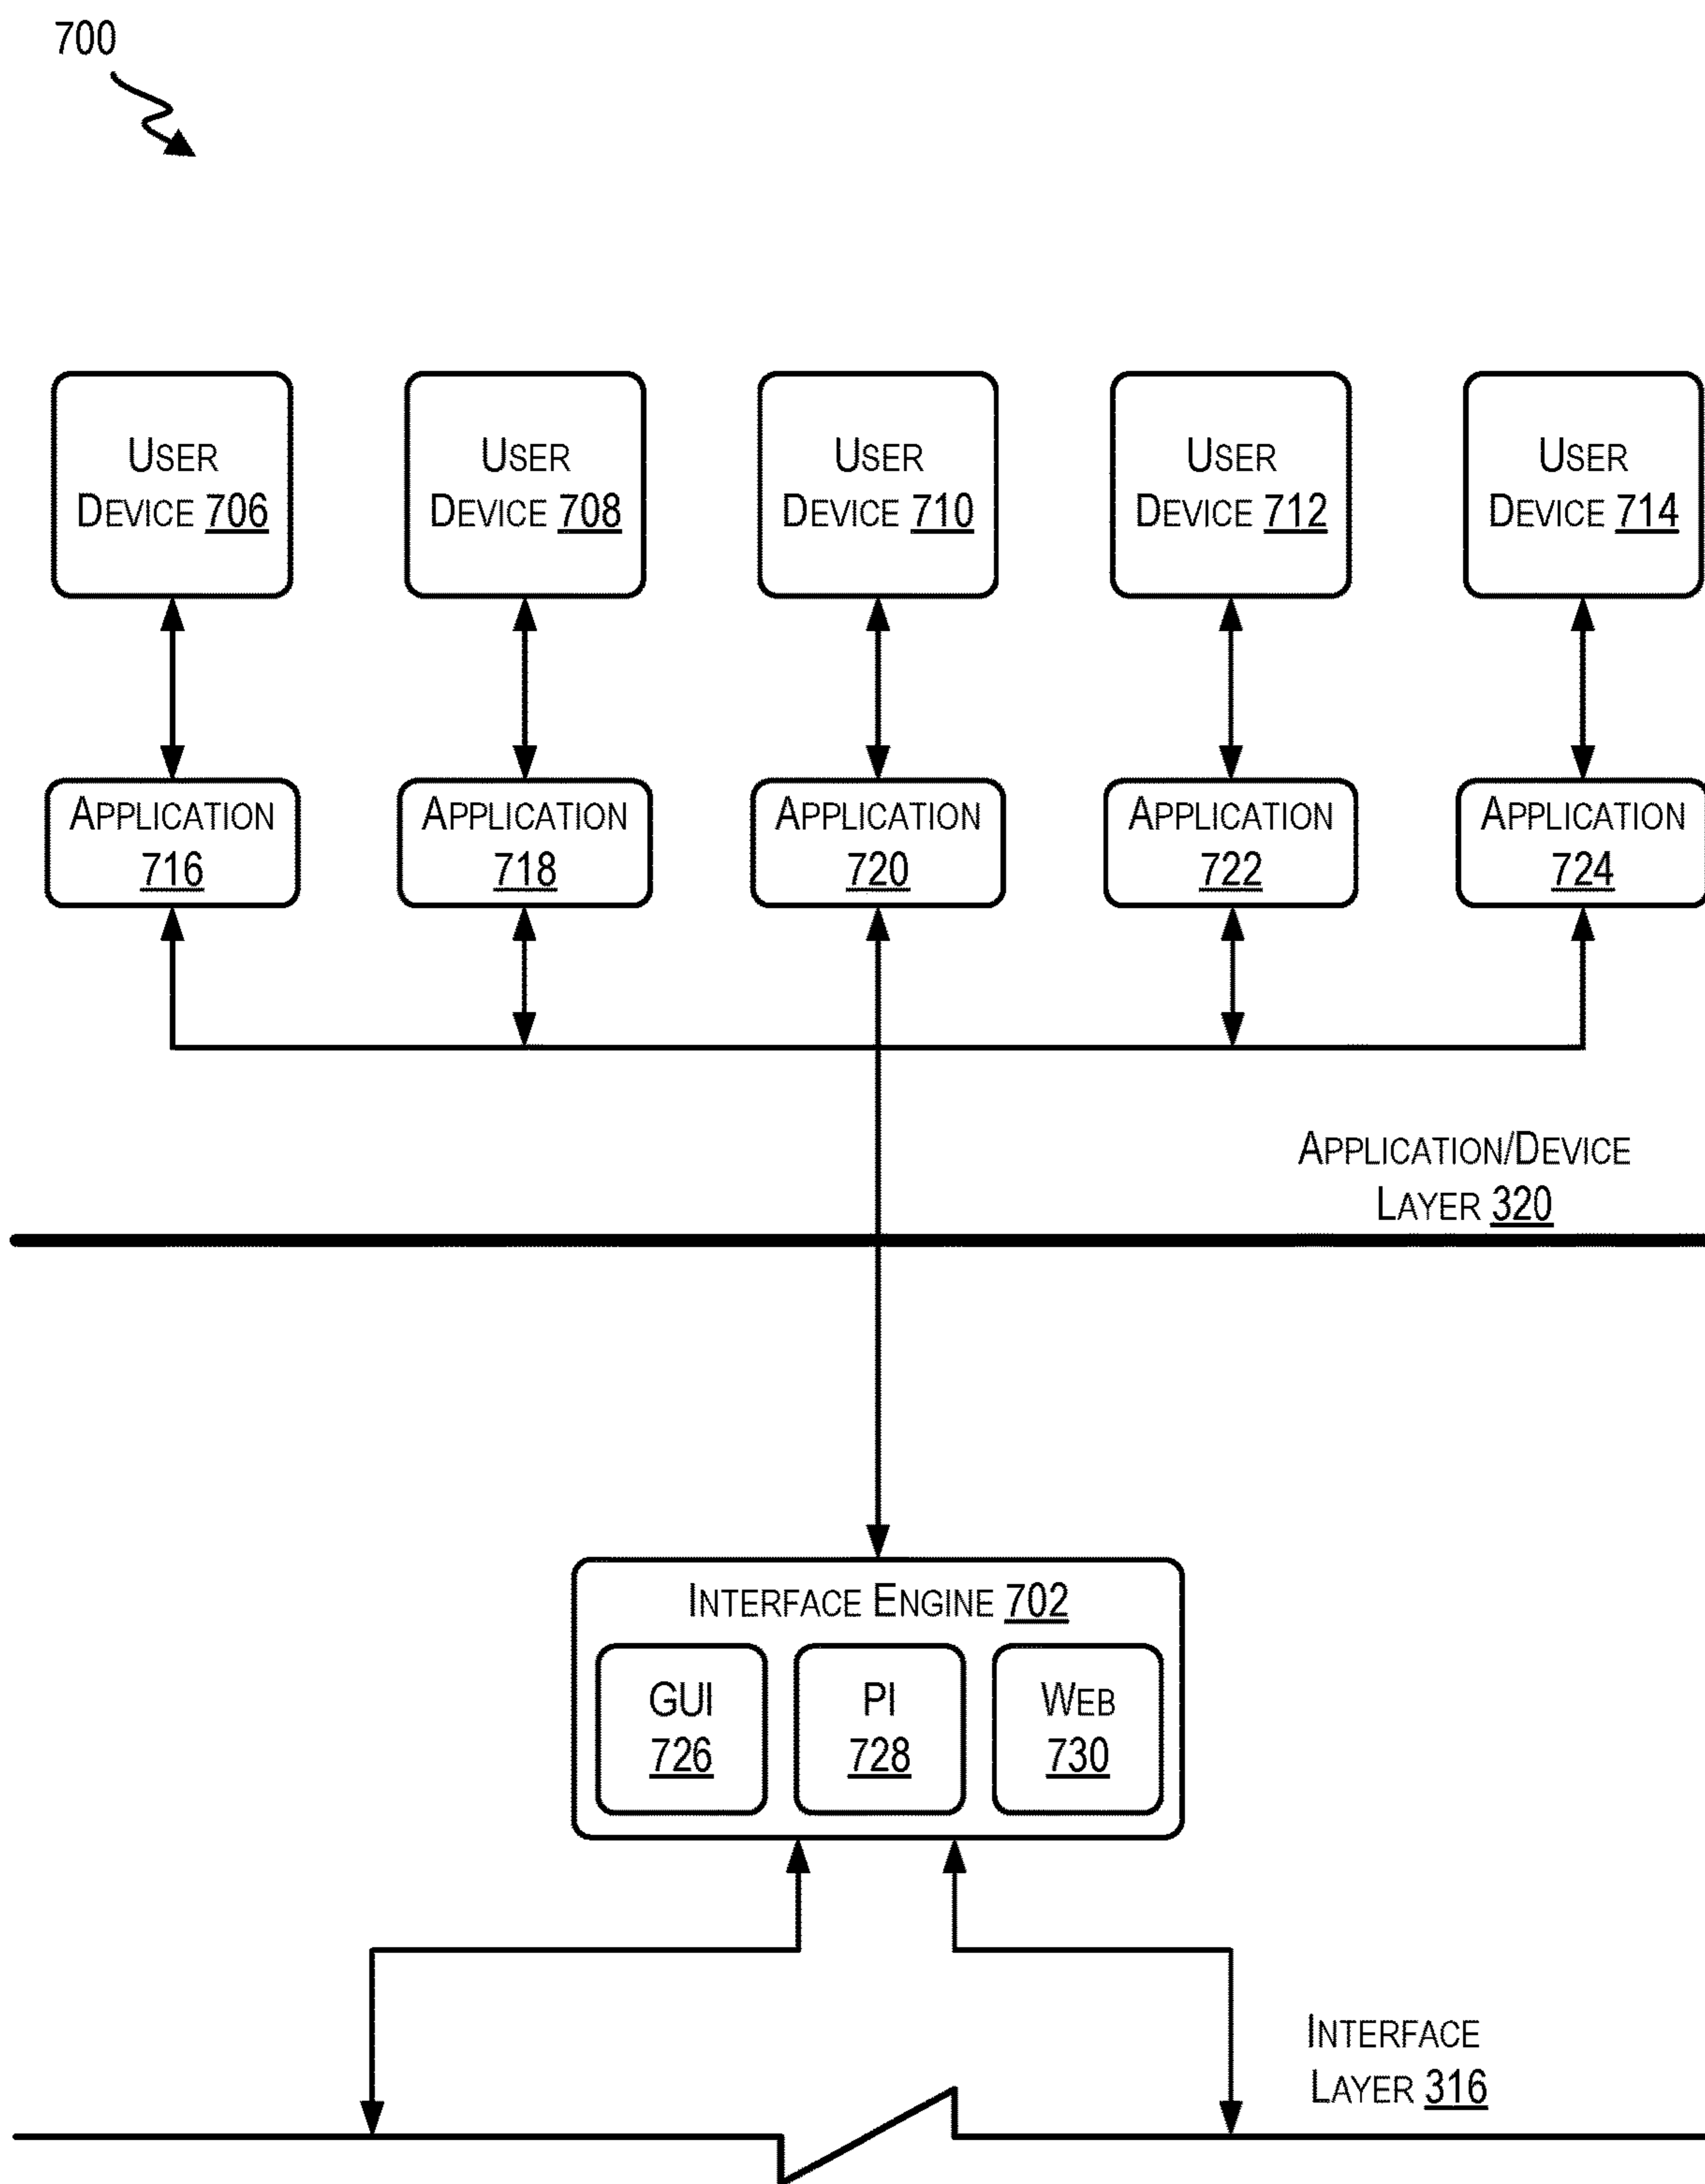 700
USER USER USER USER USER
DEVICE 706 DEVICE 708 DEVICE 710 DEVICE 712 DEVICE 714
APPLICATION APPLICATION APPLICATION APPLICATION APPLICATION
716 718 720 722 724
APPLICATION/DEVICE
LAYER 320
INTERFACE ENGINE 702
GUI PI WEB
726 728 730
INTERFACE
LAYER 316